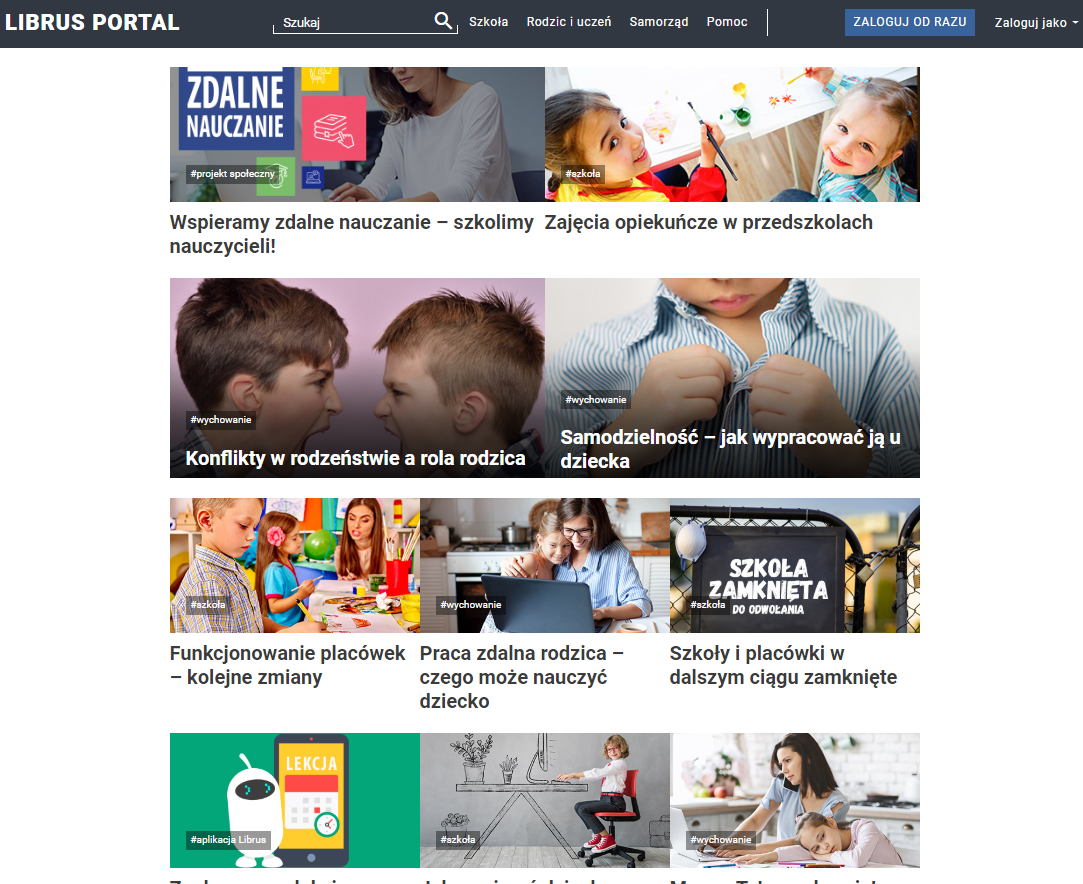 LIBRUS PORTAL
Szukaj
Szkoła
Rodzic i uczeń
Samorząd
Pomoc
ZALOGUJ OD RAZU
Zaloguj jako
ZDALNE
NAUCZANIE
#projekt społeczny
#szkoła
Wspieramy zdalne nauczanie – szkolimy
nauczycieli!
Zajęcia opiekuńcze w przedszkolach
#wychowanie
Konflikty w rodzeństwie a rola rodzica
#wychowanie
Samodzielność – jak wypracować ją u
dziecka
#szkoła
#wychowanie
SZKOŁA
ZAMKNIĘTA
DO ODWOŁANIA
#szkoła
Funkcjonowanie placówek
– kolejne zmiany
Praca zdalna rodzica –
czego może nauczyć
dziecko
Szkoły i placówki w
dalszym ciągu zamknięte
LEKCJA
#aplikacja Librus
#szkoła
#wychowanie